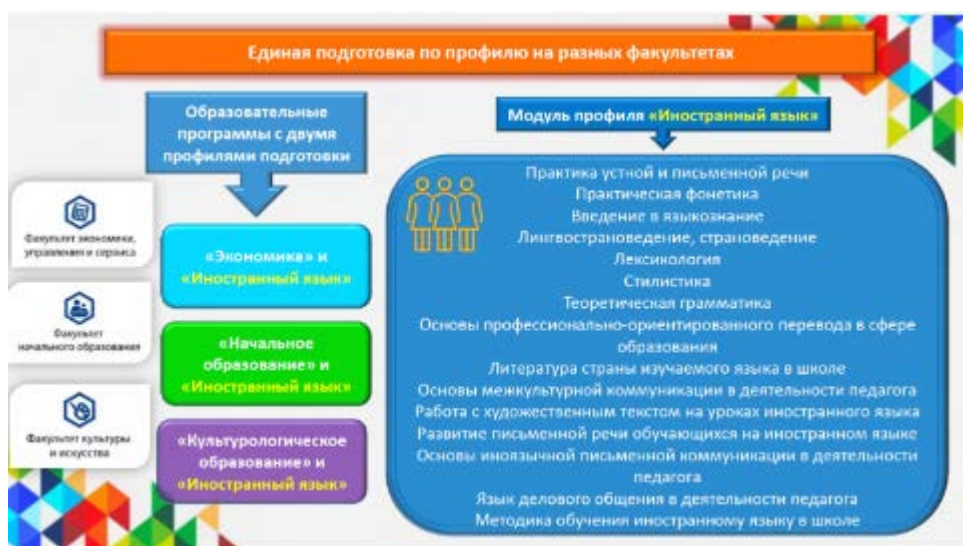 Единая подготовка по профилю на разных факультетах
Образовательные
программы с двумя
профилями подготовки
Модуль профиля «Иностранный язык»
Факультет экономики,
управления и сервиса
«Экономика» и
«Иностранный язык»
Факультет
начального образования
«Начальное
образование» и
«Иностранный язык»
Факультет культуры
и искусства
«Культурологическое
образование» и
«Иностранный язык»
Практика устной и письменной речи
Практическая фонетика
Введение в языкознание
Лингвострановедение, страноведение
Лексикология
Стилистика
Теоретическая грамматика
Основы профессионально-ориентированного перевода в сфере
образования
Литература страны изучаемого языка в школе
Основы межкультурной коммуникации в деятельности педагога
Работа с художественным текстом на уроках иностранного языка
Развитие письменной речи обучающихся на иностранном языке
Основы иноязычной письменной коммуникации в деятельности
педагога
Язык делового общения в деятельности педагога
Методика обучения иностранному языку в школе